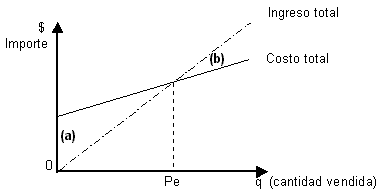 Ingreso total
$
Importe
(b)
Costo total
(a)
0
Pe
q (cantidad vendida)